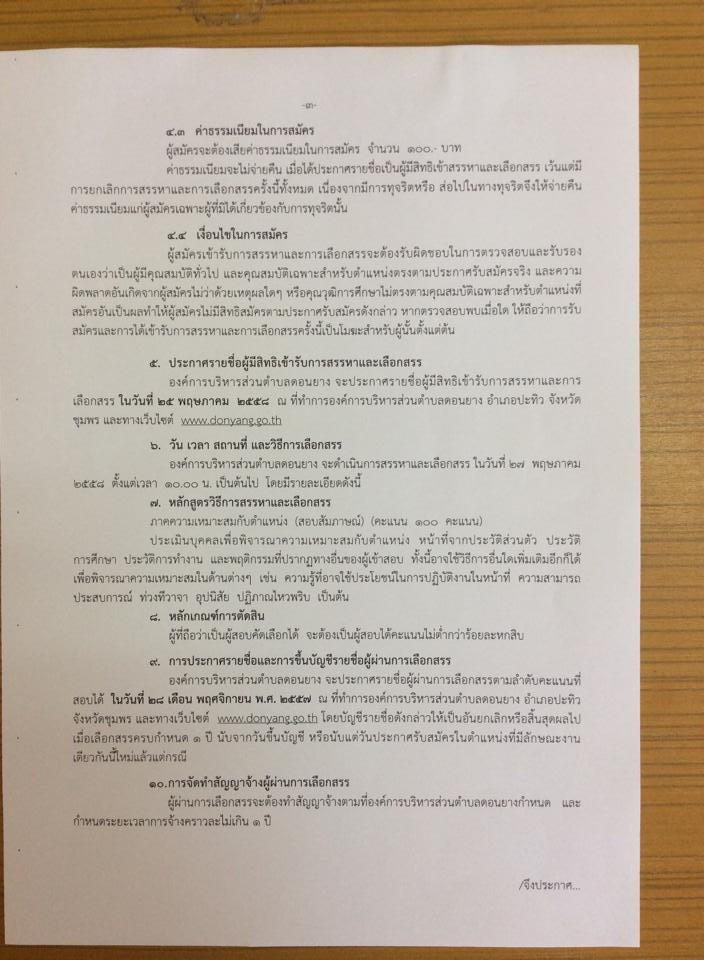 -๓-
๔.๓ ค่าธรรมเนียมในการสมัคร
ผู้สมัครจะต้องเสียค่าธรรมเนียมในการสมัคร จำนวน ๑๐๐.- บาท
ค่าธรรมเนียมจะไม่จ่ายคืน เมื่อได้ประกาศรายชื่อเป็นผู้มีสิทธิเข้าสรรหาและเลือกสรร เว้นแต่มี
การยกเลิกการสรรหาและการเลือกสรรครั้งนี้ทั้งหมด เนื่องจากมีการทุจริตหรือ ส่อไปในทางทุจริตจึงให้จ่ายคืน
ค่าธรรมเนียมแก่ผู้สมัครเฉพาะผู้ที่มิได้เกี่ยวข้องกับการทุจริตนั้น
๔.๔ เงื่อนไขในการสมัคร
ผู้สมัครเข้ารับการสรรหาและการเลือกสรรจะต้องรับผิดชอบในการตรวจสอบและรับรอง
ตนเองว่าเป็นผู้มีคุณสมบัติทั่วไป และคุณสมบัติเฉพาะสำหรับตำแหน่งตรงตามประกาศรับสมัครจริง และความ
ผิดพลาดอันเกิดจากผู้สมัครไม่ว่าด้วยเหตุผลใดๆ หรือคุณวุฒิการศึกษาไม่ตรงตามคุณสมบัติเฉพาะสำหรับตำแหน่งที่
สมัครอันเป็นผลทำให้ผู้สมัครไม่มีสิทธิสมัครตามประกาศรับสมัครดังกล่าว หากตรวจสอบพบเมื่อใด ให้ถือว่าการรับ
สมัครและการได้เข้ารับการสรรหาและการเลือกสรรครั้งนี้เป็นโมฆะสำหรับผู้นั้นตั้งแต่ต้น
๕. ประกาศรายชื่อผู้มีสิทธิเข้ารับการสรรหาและเลือกสรร
องค์การบริหารส่วนตำบลดอนยาง จะประกาศรายชื่อผู้มีสิทธิเข้ารับการสรรหาและการ
เลือกสรร ในวันที่ ๒๕ พฤษภาคม ๒๕๕๘ ณ ที่ทำการองค์การบริหารส่วนตำบลดอนยาง อำเภอปะทิว จังหวัด
ชุมพร และทางเว็บไซต์ www.donyang.go.th
๖. วัน เวลา สถานที่ และวิธีการเลือกสรร
องค์การบริหารส่วนตำบลดอนยาง จะดำเนินการสรรหาและเลือกสรร ในวันที่ ๒๗ พฤษภาคม
๒๕๕๘ ตั้งแต่เวลา ๑๐.๐๐ น. เป็นต้นไป โดยมีรายละเอียดดังนี้
๗. หลักสูตรวิธีการสรรหาและเลือกสรร
ภาคความเหมาะสมกับตำแหน่ง (สอบสัมภาษณ์) (คะแนน ๑๐๐ คะแนน)
ประเมินบุคคลเพื่อพิจารณาความเหมาะสมกับตำแหน่ง หน้าที่จากประวัติส่วนตัว ประวัติ
การศึกษา ประวัติการทำงาน และพฤติกรรมที่ปรากฏทางอื่นของผู้เข้าสอบ ทั้งนี้อาจใช้วิธีการอื่นใดเพิ่มเติมอีกก็ได้
เพื่อพิจารณาความเหมาะสมในด้านต่างๆ เช่น ความรู้ที่อาจใช้ประโยชน์ในการปฏิบัติงานในหน้าที่ ความสามารถ
ประสบการณ์ ท่วงทีวาจา อุปนิสัย ปฏิภาณไหวพริบ เป็นต้น
๘. หลักเกณฑ์การตัดสิน
ผู้ที่ถือว่าเป็นผู้สอบคัดเลือกได้ จะต้องเป็นผู้สอบได้คะแนนไม่ต่ำกว่าร้อยละหกสิบ
๙. การประกาศรายชื่อและการขึ้นบัญชีรายชื่อผู้ผ่านการเลือกสรร
องค์การบริหารส่วนตำบลดอนยาง จะประกาศรายชื่อผู้ผ่านการเลือกสรรตามลำดับคะแนนที่
สอบได้ ในวันที่ ๒๘ เดือน พฤศจิกายน พ.ศ. ๒๕๕๗ ณ ที่ทำการองค์การบริหารส่วนตำบลดอนยาง อำเภอปะทิว
จังหวัดชุมพร และทางเว็บไซต์ www.donyang.go.th โดยบัญชีรายชื่อดังกล่าวให้เป็นอันยกเลิกหรือสิ้นสุดผลไป
เมื่อเลือกสรรครบกำหนด ๑ ปี นับจากวันขึ้นบัญชี หรือนับแต่วันประกาศรับสมัครในตำแหน่งที่มีลักษณะงาน
เดียวกันนี้ใหม่แล้วแต่กรณี
๑๐.การจัดทำสัญญาจ้างผู้ผ่านการเลือกสรร
ผู้ผ่านการเลือกสรรจะต้องทำสัญญาจ้างตามที่องค์การบริหารส่วนตำบลดอนยางกำหนด และ
กำหนดระยะเวลาการจ้างคราวละไม่เกิน ๑ ปี
/จึงประกาศ...